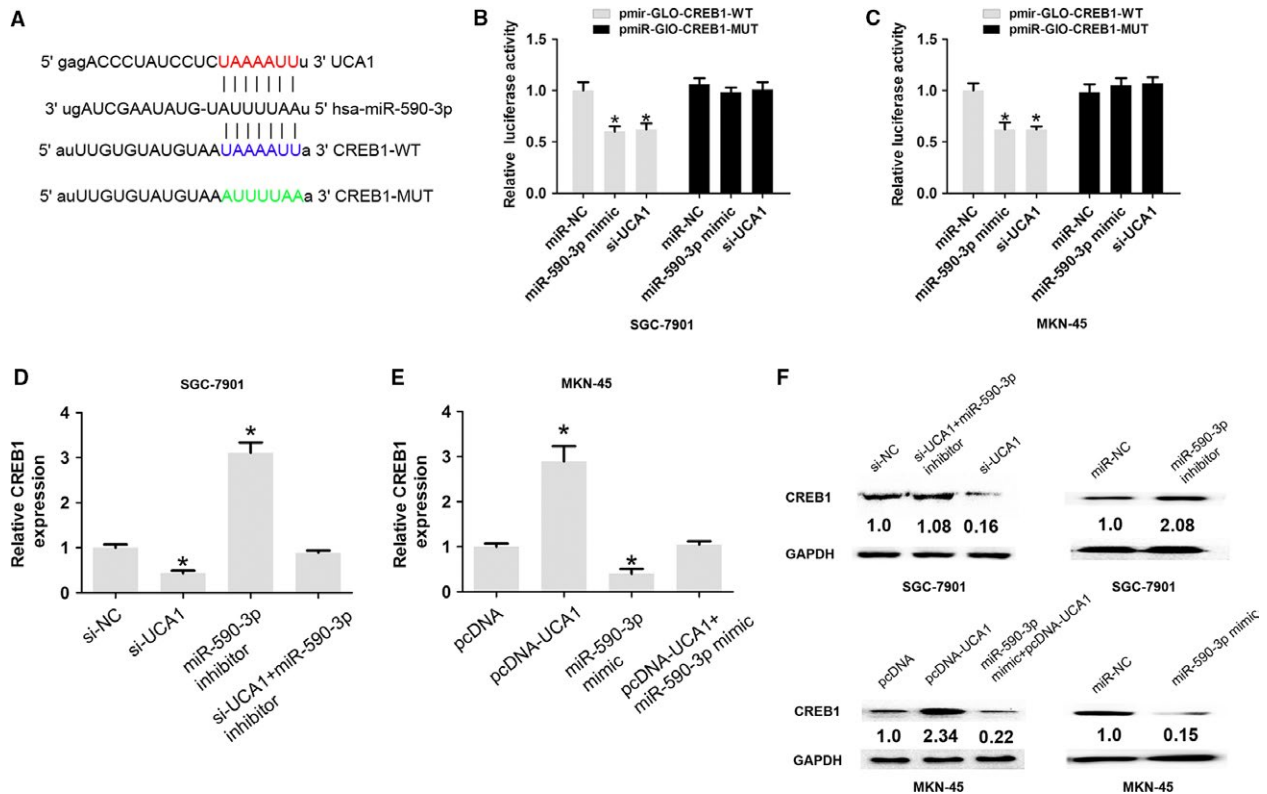 A
5' gagACCCUAUCCUCUAAAAUUu 3' UCA1
3' ugAUCGAAUAUG-UAUUUUAAu 5' hsa-miR-590-3p
5' auUUGUGUAUGUAAUAAAAUUa 3' CREB1-WT
5' auUUGUGUAUGUAAAUUUUAAa 3' CREB1-MUT
B
pmir-GLO-CREB1-WT
pmiR-GIO-CREB1-MUT
Relative luciferase activity
1.5
1.0
0.5
0.0
* *
miR-NC
miR-590-3p mimic
si-UCA1
miR-NC
miR-590-3p mimic
si-UCA1
SGC-7901
C
pmir-GLO-CREB1-WT
pmiR-GIO-CREB1-MUT
Relative luciferase activity
1.5
1.0
0.5
0.0
* *
miR-NC
miR-590-3p mimic
si-UCA1
miR-NC
miR-590-3p mimic
si-UCA1
MKN-45
D
SGC-7901
Relative CREB1
expression
4
3
2
1
0
*
*
si-NC
si-UCA1
miR-590-3p
inhibitor
si-UCA1+miR-590-3p
inhibitor
E
MKN-45
Relative CREB1
expression
4
3
2
1
0
*
*
pcDNA
pcDNA-UCA1
miR-590-3p
mimic
pcDNA-UCA1+
miR-590-3p mimic
F
si-NC
si-UCA1+miR-590-3p
inhibitor
si-UCA1
CREB1
1.0 1.08 0.16
GAPDH
SGC-7901
miR-NC
miR-590-3p
inhibitor
1.0 2.08
SGC-7901
pcDNA
pcDNA-UCA1
miR-590-3p
mimic+pcDNA-UCA1
CREB1
1.0 2.34 0.22
GAPDH
MKN-45
miR-NC
miR-590-3p mimic
1.0 0.15
MKN-45